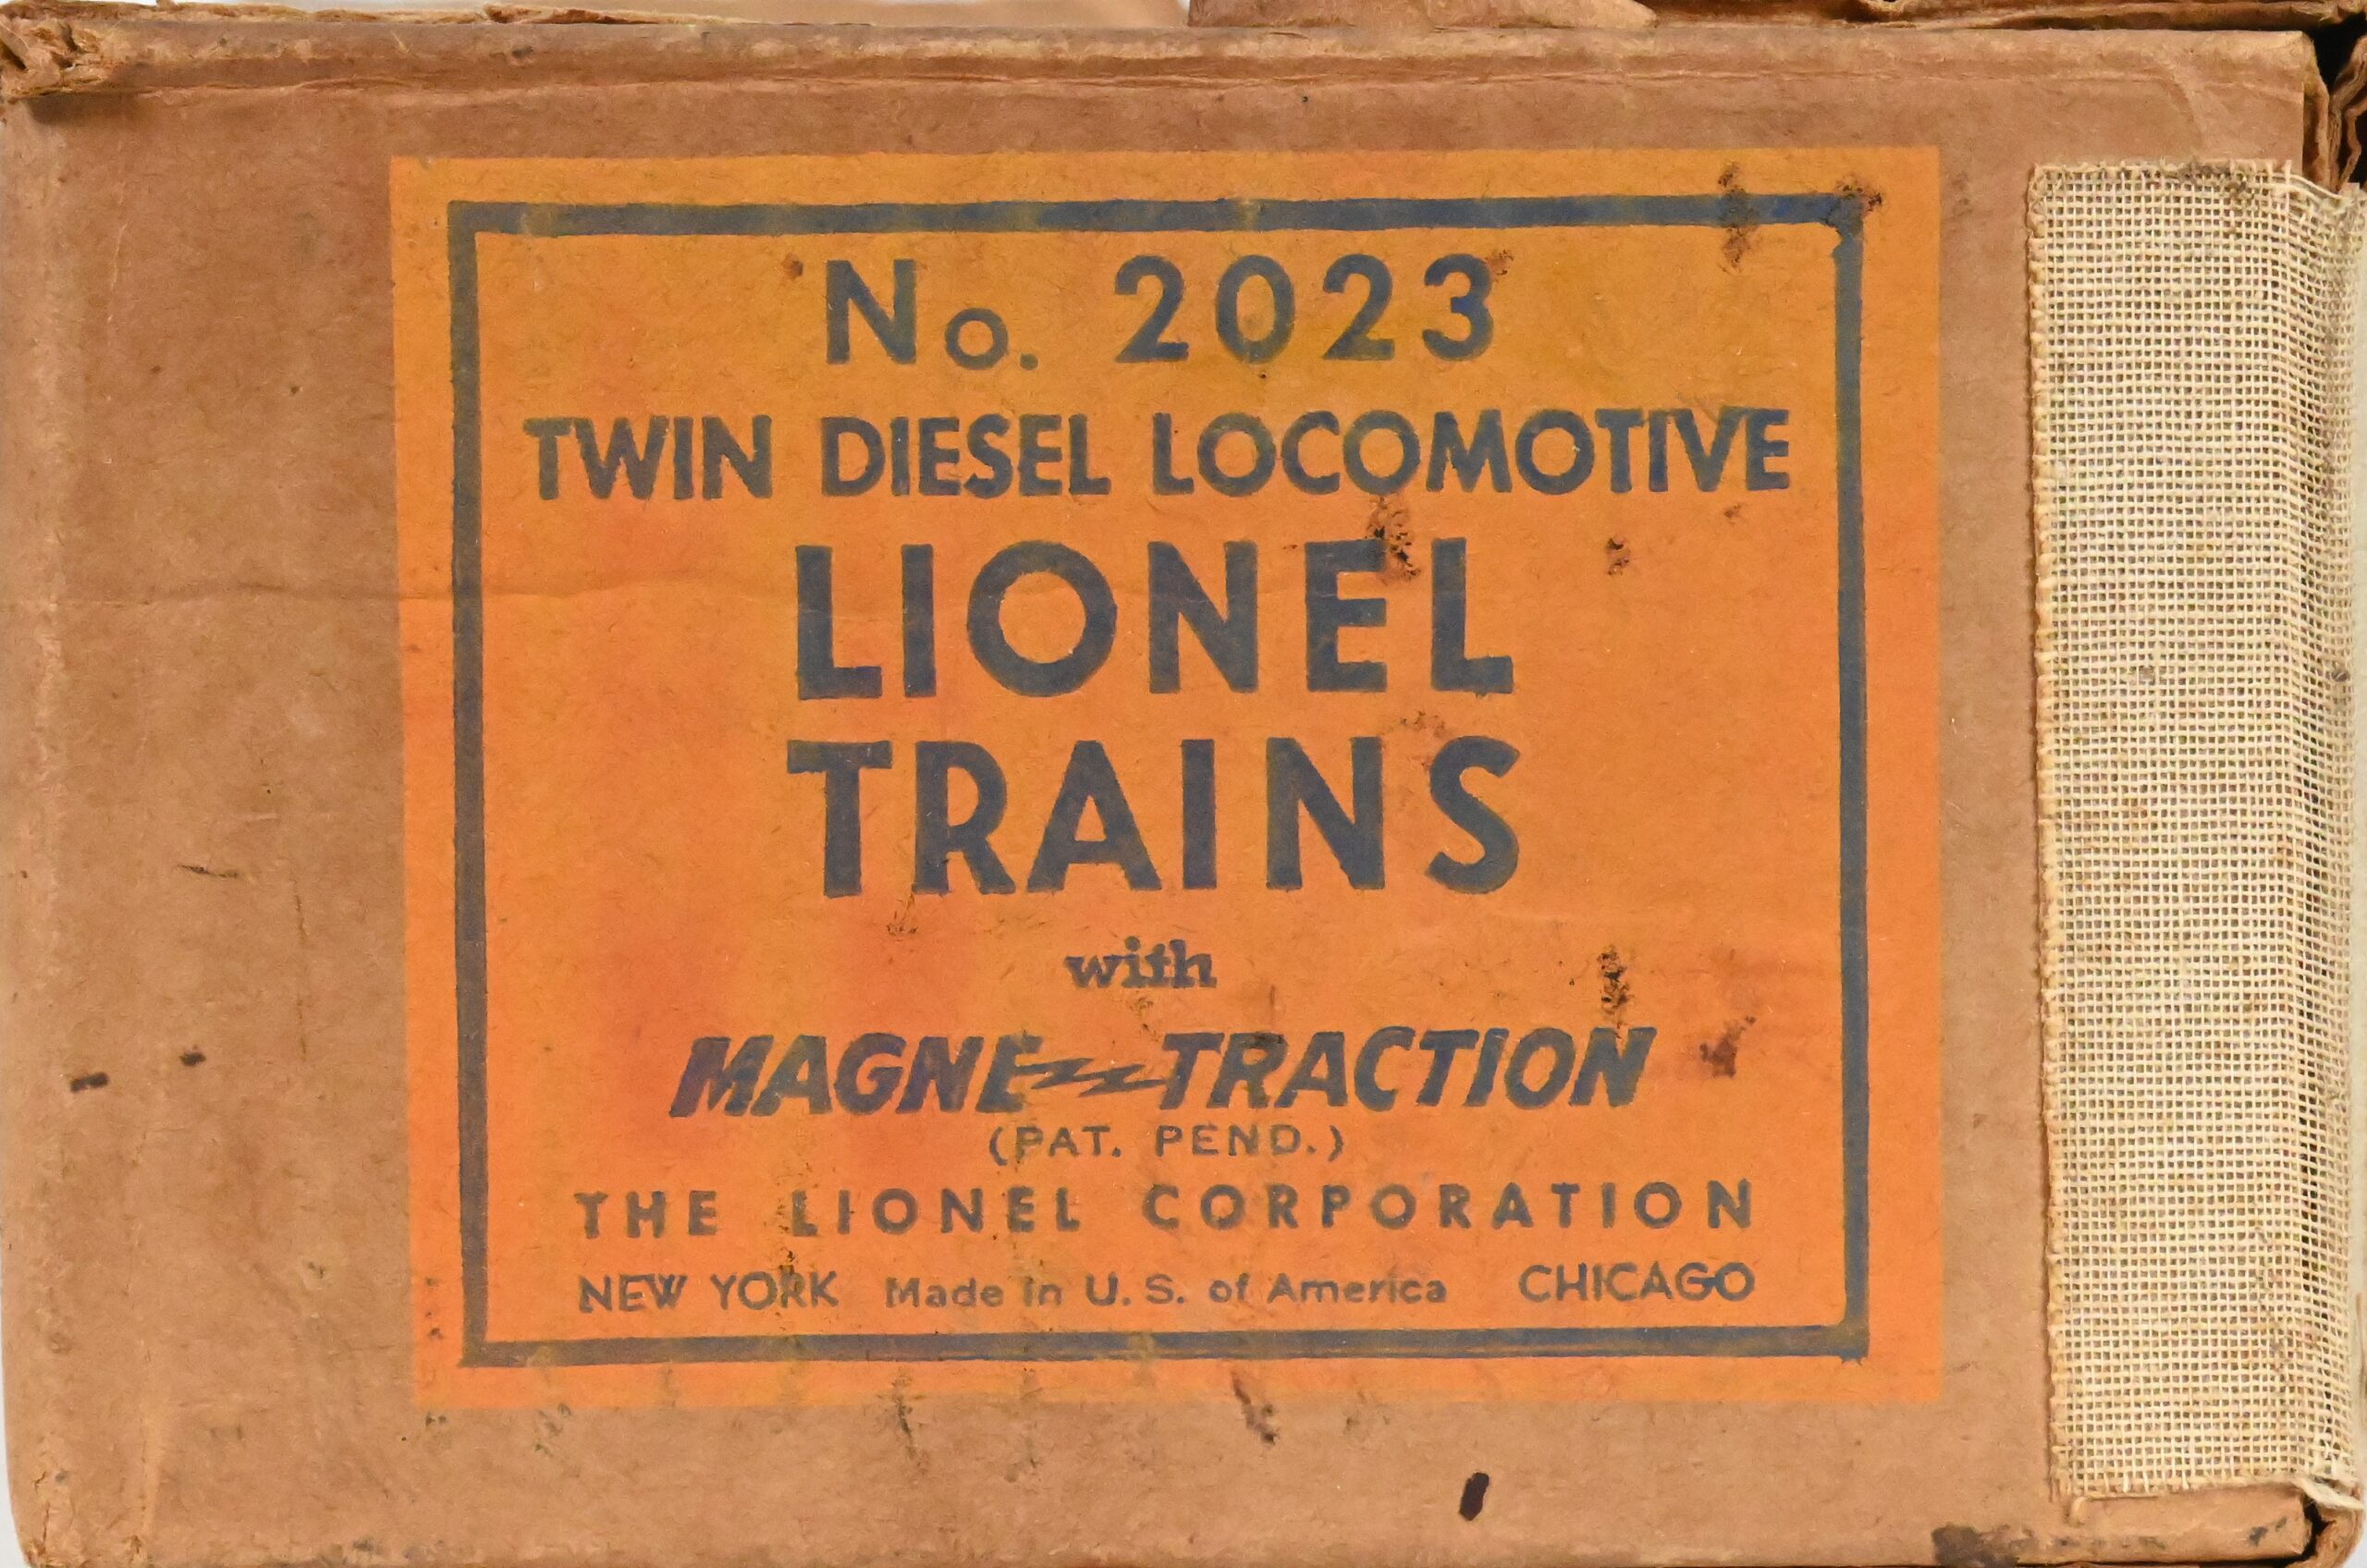 No. 2023
TWIN DIESEL LOCOMOTIVE
LIONEL
TRAINS
with
MAGNE-TRACTION
(PAT. PEND.)
THE LIONEL CORPORATION
NEW YORK Made in U. S. of America CHICAGO